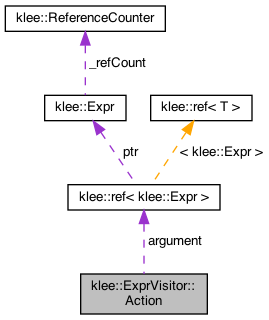 klee::ReferenceCounter
_refCount
klee::Expr
klee::ref< T >
ptr
< klee::Expr >
klee::ref< klee::Expr >
argument
klee::ExprVisitor::
Action